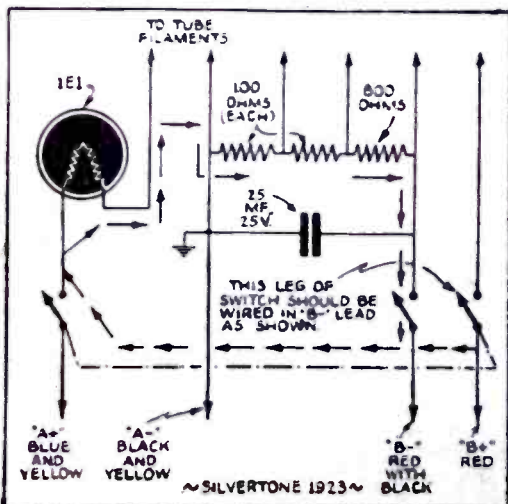 TO TUBE
FILAMENTS
1E1
100
OHMS
(EACH)
800
OHMS
25
MF.
25V.
THIS LEG OF
SWITCH SHOULD BE
WIRED IN "B-" LEAD
AS SHOWN.
"A+"
BLUE
AND
YELLOW
"A-"
BLACK
AND
YELLOW
"B-"
RED
WITH
BLACK
"B+"
RED
~SILVERTONE 1923~